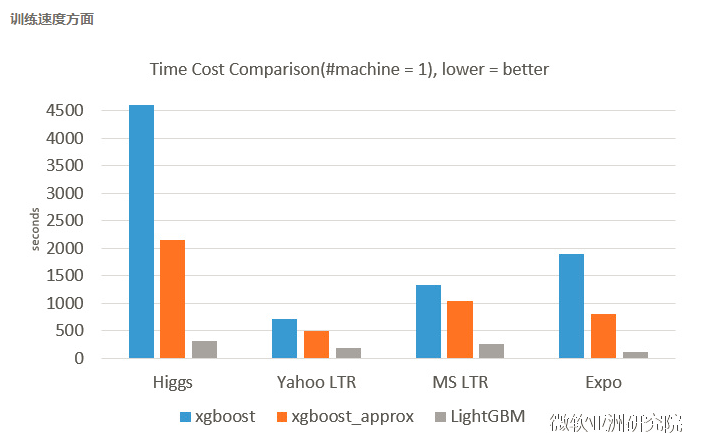 训练速度方面
Time Cost Comparison(#machine = 1), lower = better
4500
4000
3500
3000
2500
2000
1500
1000
500
0
seconds
Higgs Yahoo LTR MS LTR Expo
xgboost xgboost_approx LightGBM
微软亚洲研究院